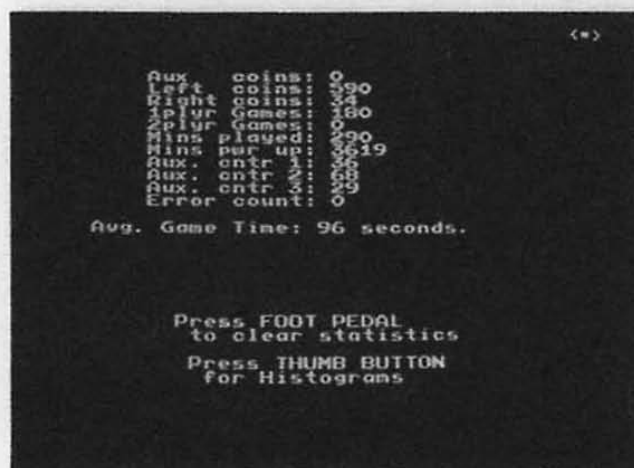 <=>
Aux coins: 0
Left coins: 590
Right coins: 34
1plyr Games: 180
2plyr Games: 0
Mins played: 290
Mins pwr up: 3619
Aux. cntr 1: 36
Aux. cntr 2: 68
Aux. cntr 3: 29
Error count: 0
Avg. Game Time: 96 seconds.
Press FOOT PEDAL
to clear statistics
Press THUMB BUTTON
for Histograms